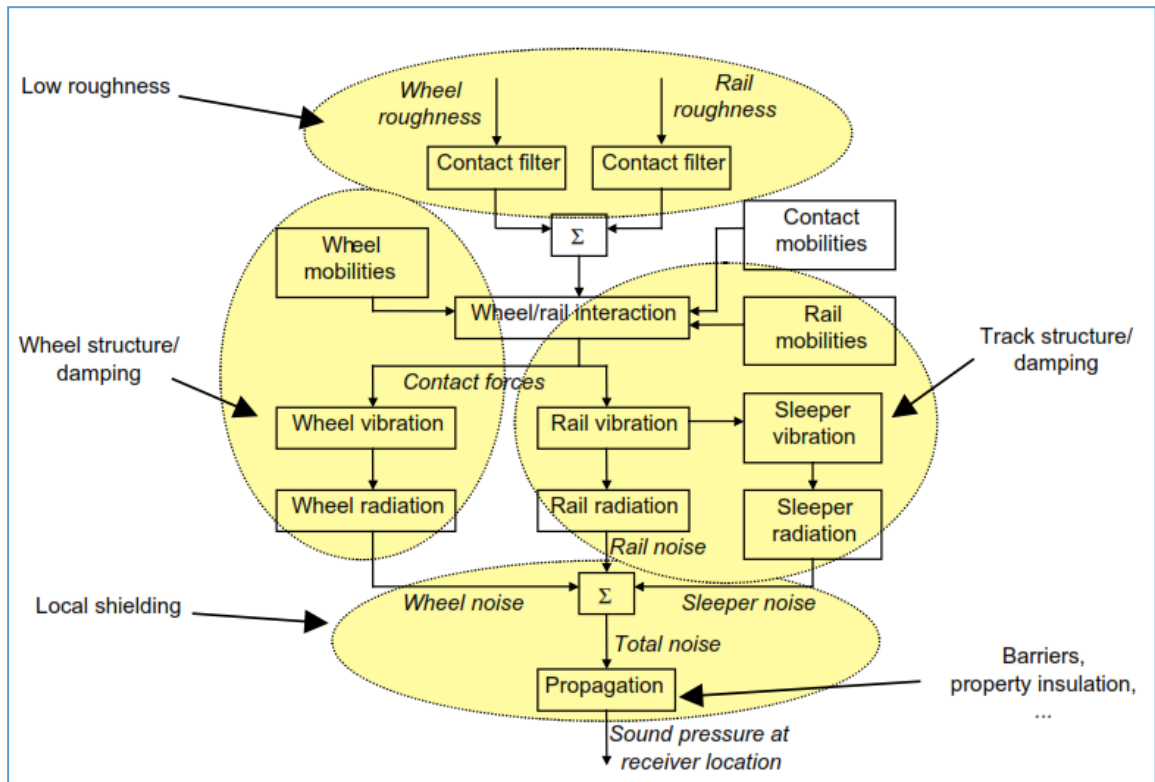 Low roughness
Wheel
roughness
Rail
roughness
Contact filter
Contact filter
Σ
Contact
mobilities
Wheel
mobilities
Wheel/rail interaction
Rail
mobilities
Wheel structure/
damping
Track structure/
damping
Contact forces
Wheel vibration
Rail vibration
Sleeper
vibration
Wheel radiation
Rail radiation
Sleeper
radiation
Rail noise
Local shielding
Wheel noise
Σ
Sleeper noise
Total noise
Propagation
Barriers,
property insulation,
...
Sound pressure at
receiver location